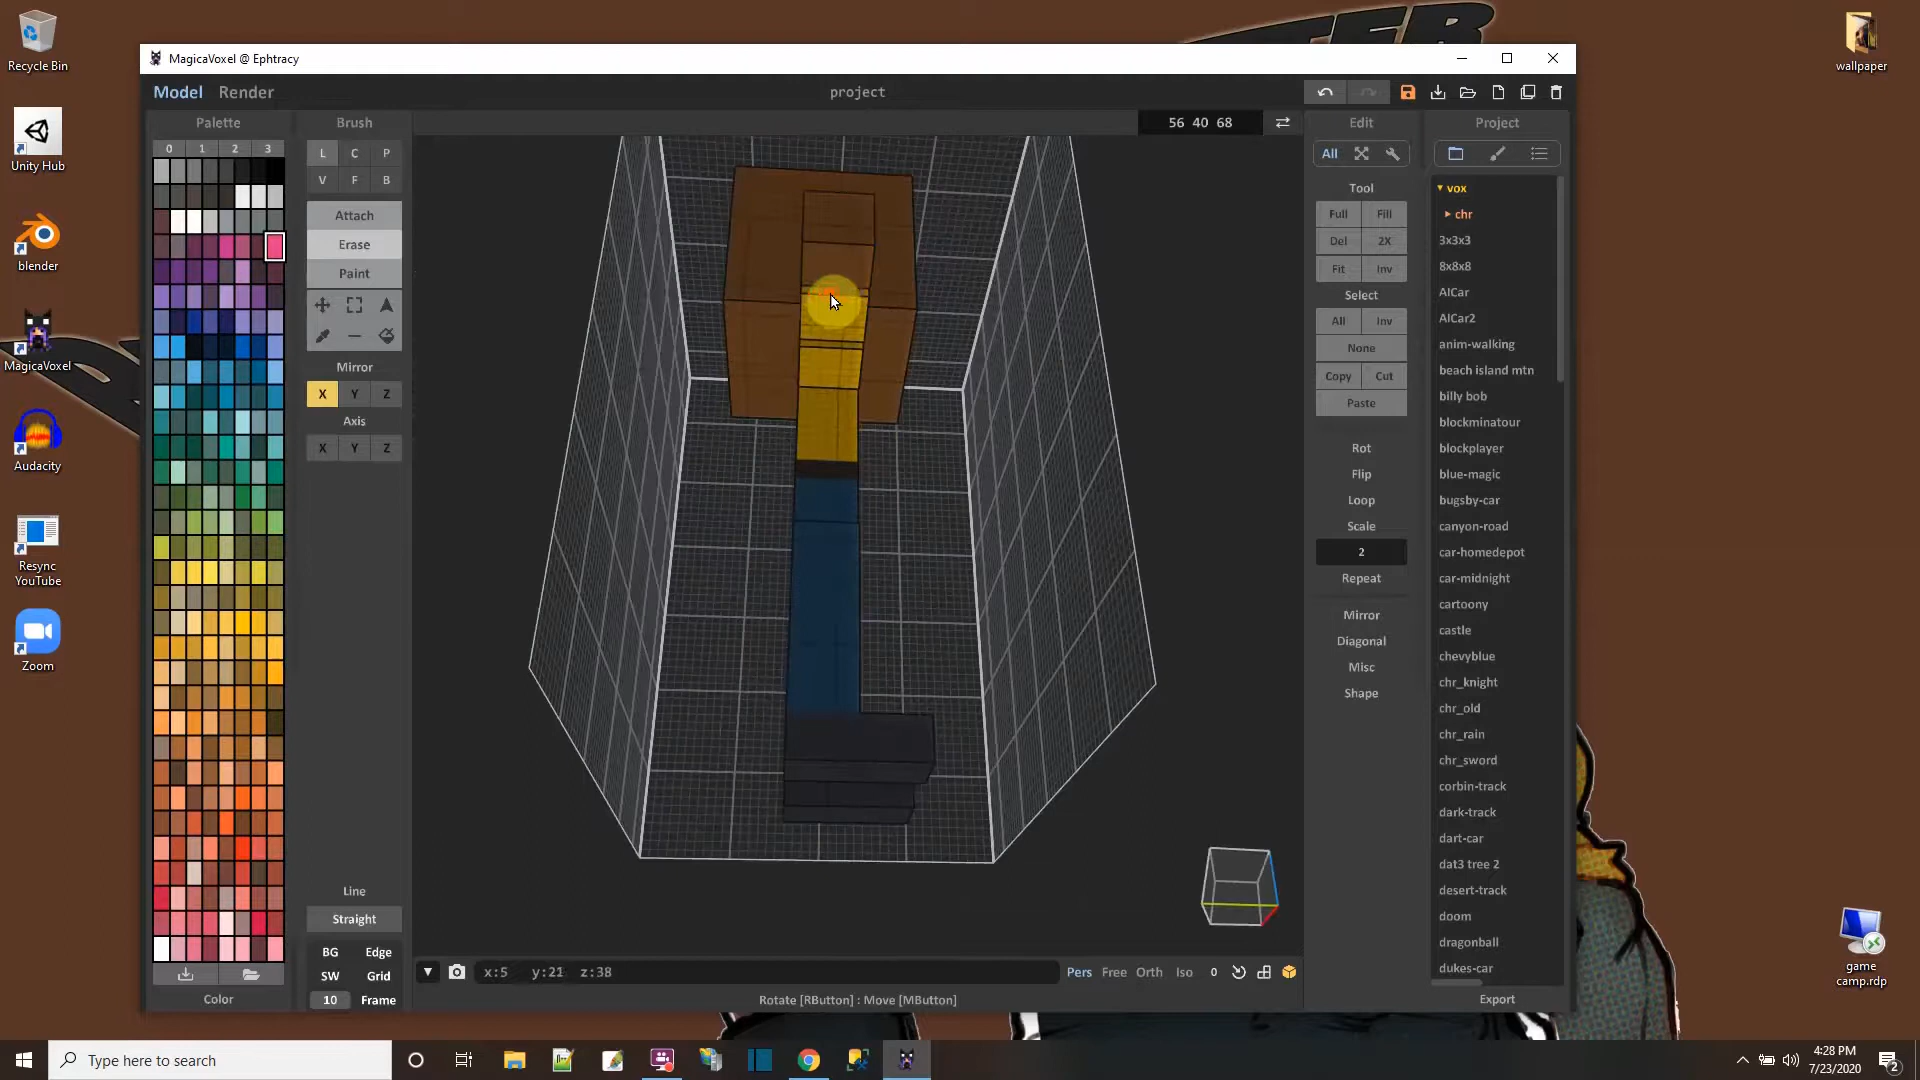 Recycle Bin
Unity Hub
blender
MagicaVoxel
Audacity
Resync
YouTube
Zoom
wallpaper
game
camp.rdp
MagicaVoxel @ Ephtracy
Model Render
project
Palette
0 1 2 3
Color
Brush
L C P
V F B
Attach
Erase
Paint
Mirror
X Y Z
Axis
X Y Z
Line
Straight
BG Edge
SW Grid
10 Frame
56 40 68
x:5 y:21 z:38
Pers Free Orth Iso 0
Rotate [RButton] : Move [MButton]
Edit
All
Tool
Full Fill
Del 2X
Fit Inv
Select
All Inv
None
Copy Cut
Paste
Rot
Flip
Loop
Scale
2
Repeat
Mirror
Diagonal
Misc
Shape
Project
vox
chr
3x3x3
8x8x8
AICar
AICar2
anim-walking
beach island mtn
billy bob
blockminatour
blockplayer
blue-magic
bugsby-car
canyon-road
car-homedepot
car-midnight
cartoony
castle
chevyblue
chr_knight
chr_old
chr_rain
chr_sword
corbin-track
dark-track
dart-car
dat3 tree 2
desert-track
doom
dragonball
dukes-car
Export
Type here to search
4:28 PM
7/23/2020
2